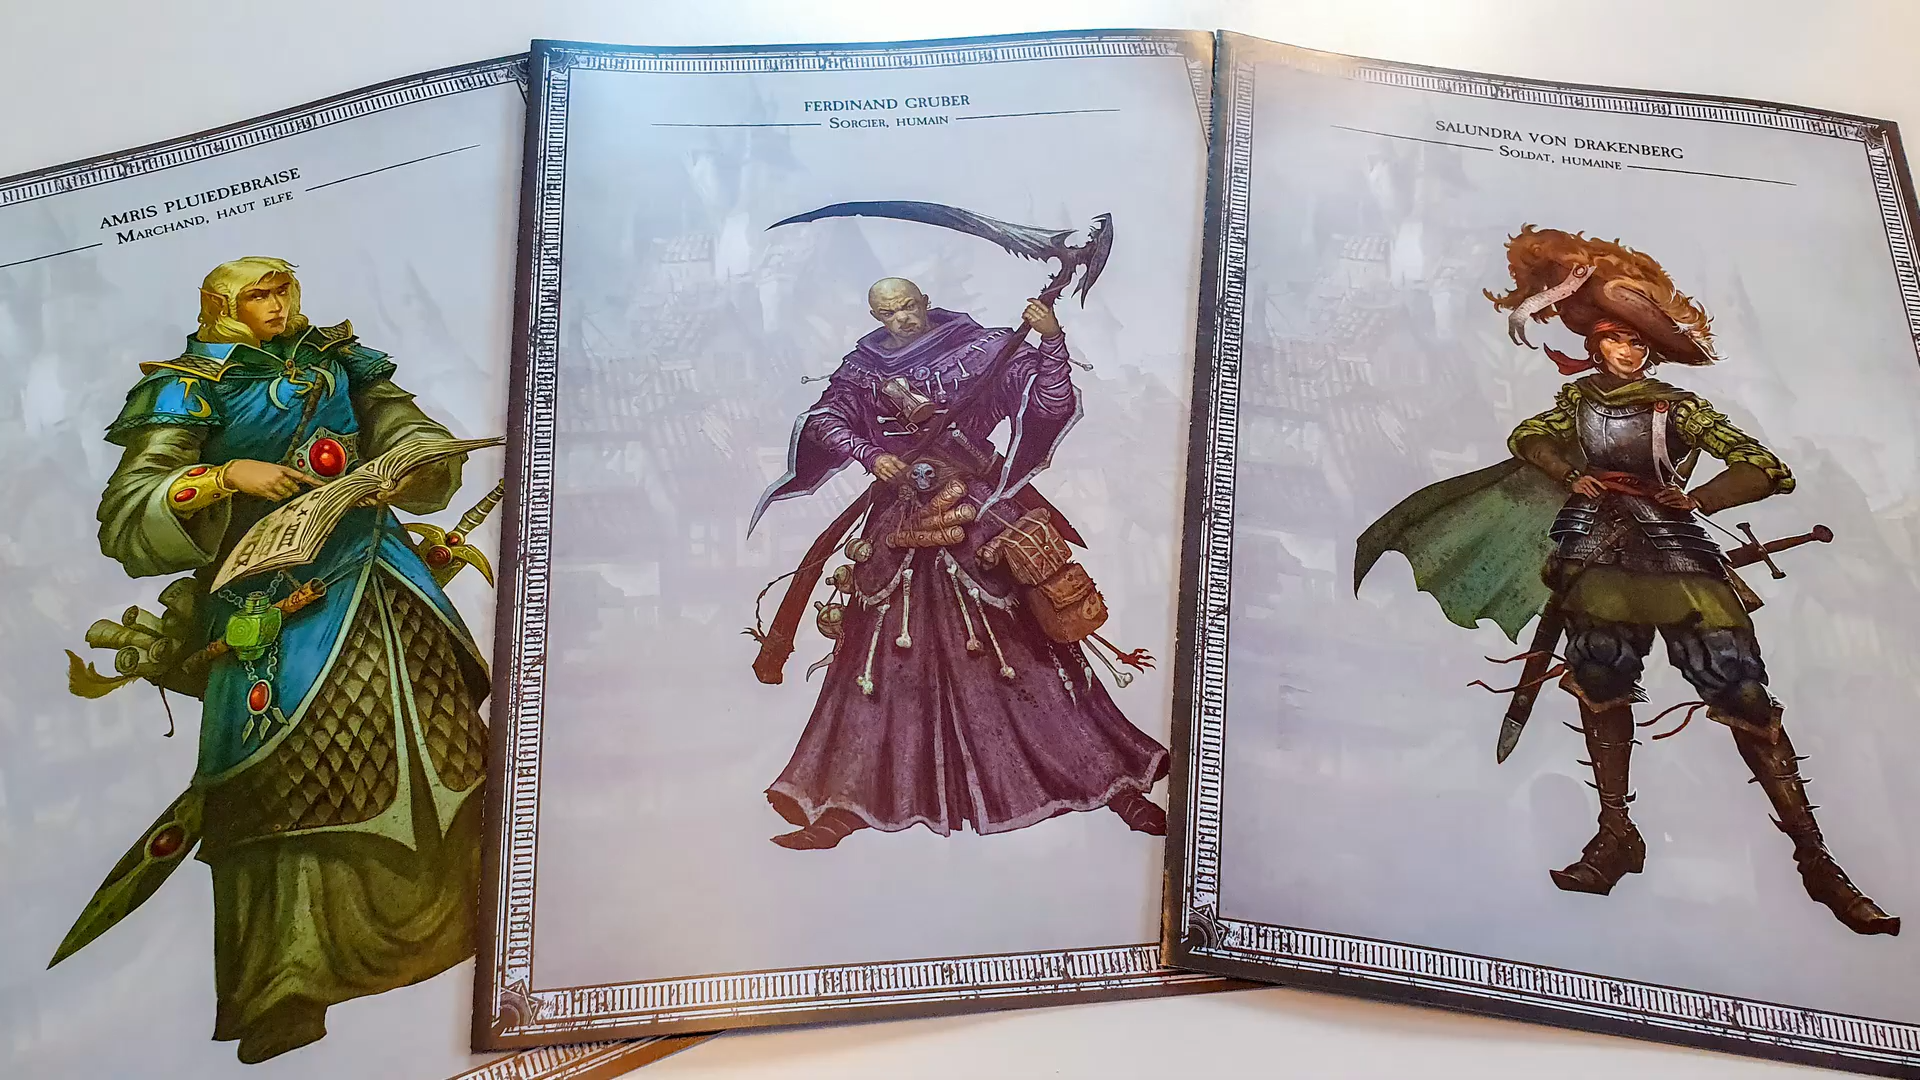 AMRIS PLUIEDEBRAISE
MARCHAND, HAUT ELFE
FERDINAND GRUBER
SORCIER, HUMAIN
SALUNDRA VON DRAKENBERG
SOLDAT, HUMAINE